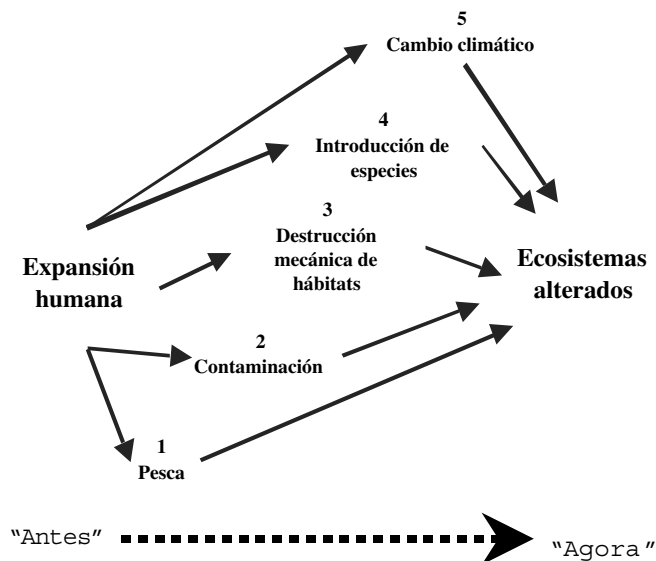 5
Cambio climático
4
Introducción de
especies
3
Destrucción
mecánica de
hábitats
Expansión
humana
Ecosistemas
alterados
2
Contaminación
1
Pesca
"Antes"
"Agora"